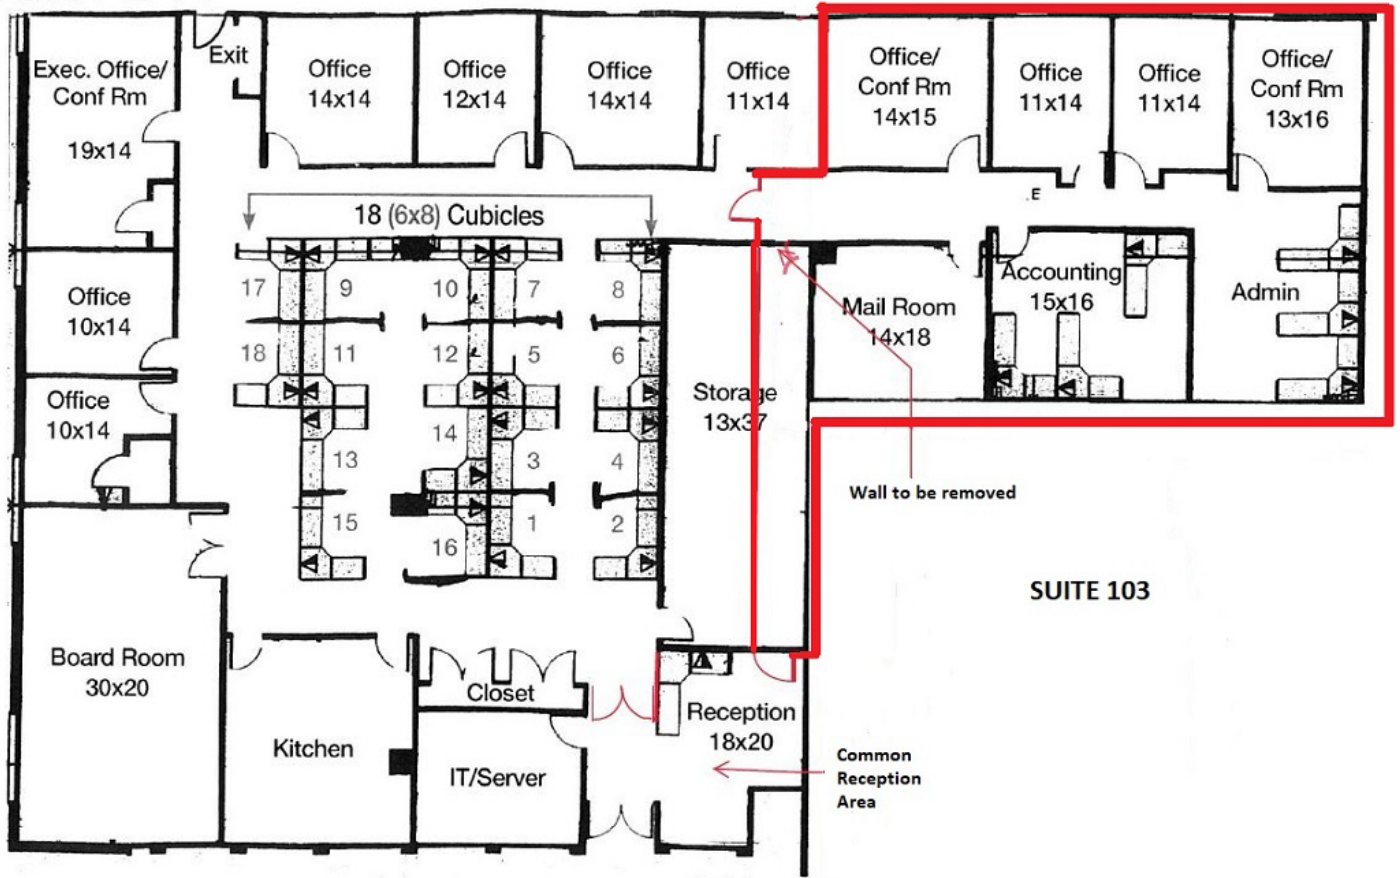 Exec. Office/
Conf Rm
19x14
Exit
Office
14x14
Office
12x14
Office
14x14
Office
11x14
Office/
Conf Rm
14x15
Office
11x14
Office
11x14
Office/
Conf Rm
13x16
18 (6x8) Cubicles
E
Office
10x14
17
9
10
7
8
18
11
12
5
6
Office
10x14
14
13
3
4
15
16
1
2
Storage
13x37
Mail Room
14x18
Accounting
15x16
Admin
Wall to be removed
SUITE 103
Board Room
30x20
Kitchen
Closet
IT/Server
Reception
18x20
Common
Reception
Area